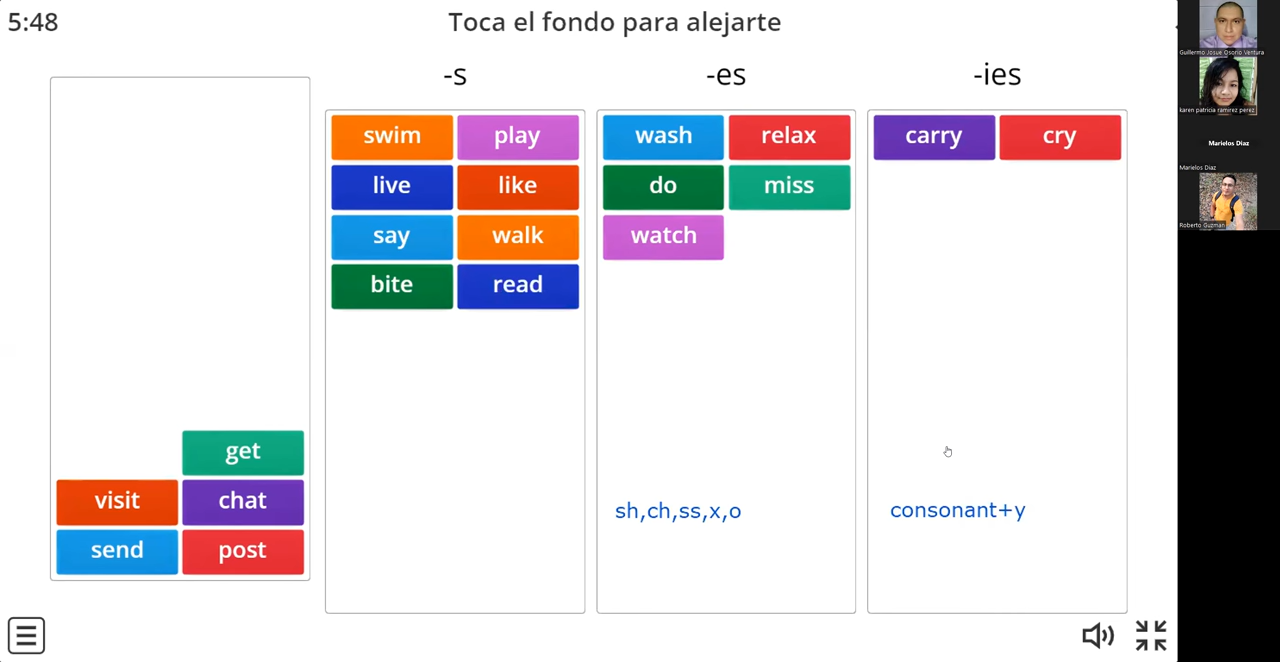 5:48
Toca el fondo para alejarte
-s
-es
-ies
swim play
live like
say walk
bite read
wash relax
do miss
watch
carry cry
get
visit chat
send post
sh,ch,ss,x,o
consonant+y
Guillermo Josue Osorio Ventura
karen patricia ramirez perez
Marielos Diaz
Marielos Diaz
Roberto Guzman